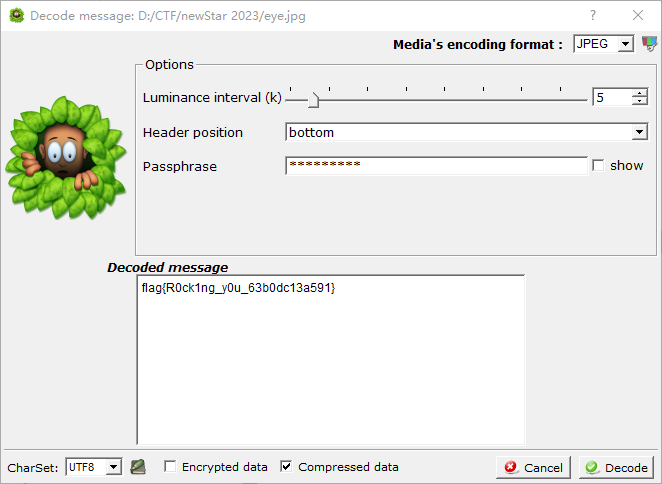 Decode message: D:/CTF/newStar 2023/eye.jpg
Media's encoding format : JPEG
Options
Luminance interval (k) 5
Header position bottom
Passphrase ********* show
Decoded message
flag{R0ck1ng_y0u_63b0dc13a591}
CharSet: UTF8 Encrypted data Compressed data Cancel Decode